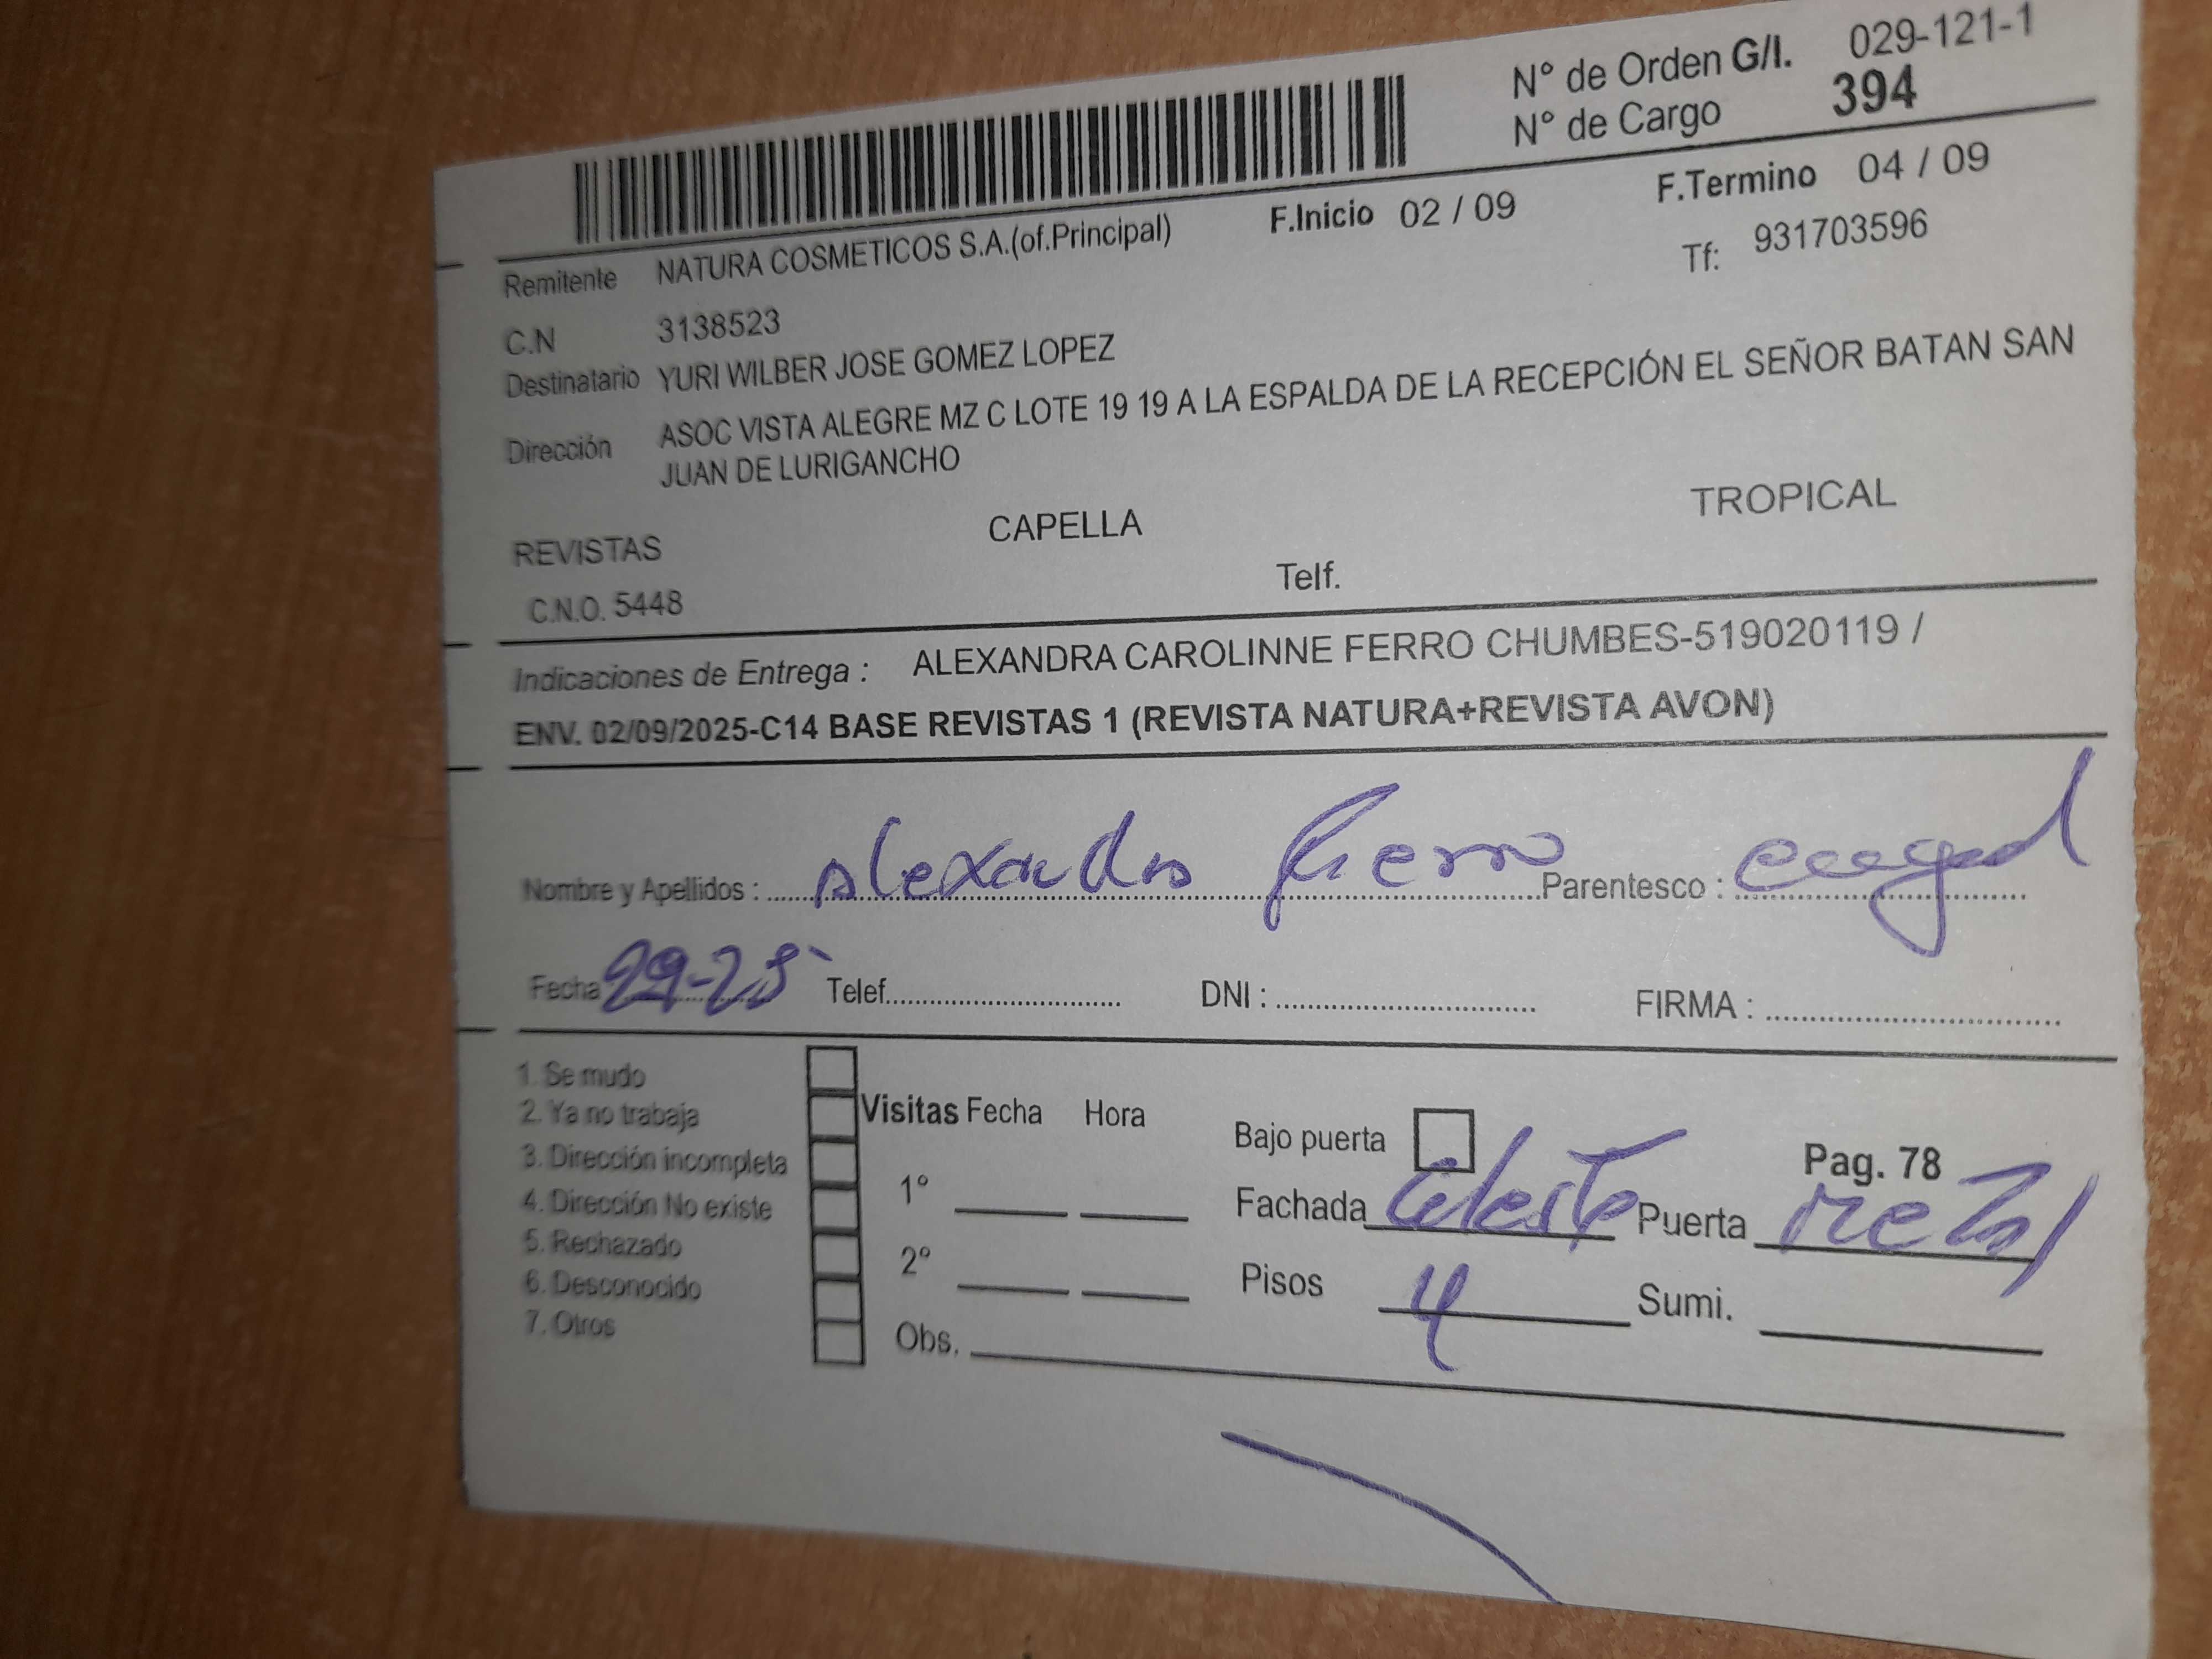 N° de Orden G/I. 029-121-1
N° de Cargo 394
F.Inicio 02 / 09 F.Termino 04 / 09
Remitente NATURA COSMETICOS S.A.(of.Principal) Tf: 931703596
C.N 3138523
Destinatario YURI WILBER JOSE GOMEZ LOPEZ
Dirección ASOC VISTA ALEGRE MZ C LOTE 19 19 A LA ESPALDA DE LA RECEPCIÓN EL SEÑOR BATAN SAN
JUAN DE LURIGANCHO
REVISTAS CAPELLA TROPICAL
C.N.O. 5448 Telf.
Indicaciones de Entrega : ALEXANDRA CAROLINNE FERRO CHUMBES-519020119 /
ENV. 02/09/2025-C14 BASE REVISTAS 1 (REVISTA NATURA+REVISTA AVON)
Nombre y Apellidos : Parentesco :
Fecha Telef. DNI : FIRMA :
1. Se mudo
2. Ya no trabaja
3. Dirección incompleta
4. Dirección No existe
5. Rechazado
6. Desconocido
7. Otros
Visitas Fecha Hora
1°
2°
Obs.
Bajo puerta Pag. 78
Fachada celeste Puerta metal
Pisos 4 Sumi.